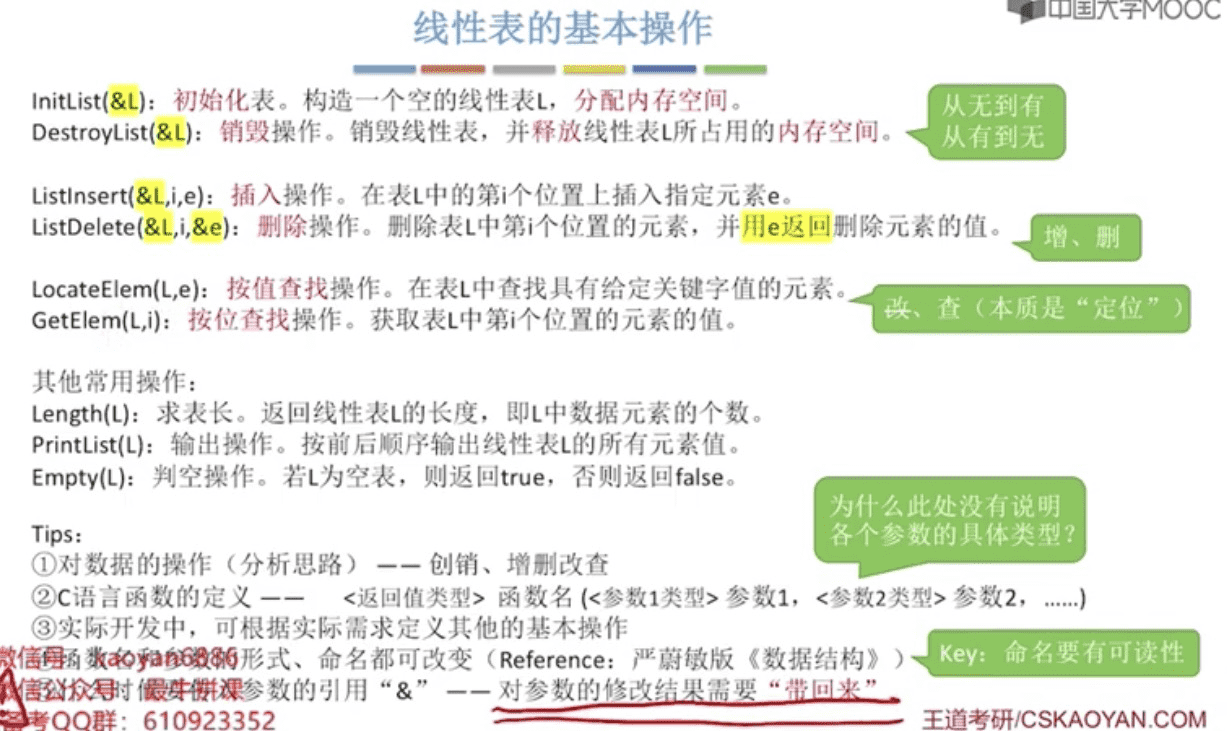 中国大学MOOC
线性表的基本操作
InitList(&L)：初始化表。构造一个空的线性表L，分配内存空间。
DestroyList(&L)：销毁操作。销毁线性表，并释放线性表L所占用的内存空间。
从无到有
从有到无
ListInsert(&L,i,e)：插入操作。在表L中的第i个位置上插入指定元素e。
ListDelete(&L,i,&e)：删除操作。删除表L中第i个位置的元素，并用e返回删除元素的值。
增、删
LocateElem(L,e)：按值查找操作。在表L中查找具有给定关键字值的元素。
GetElem(L,i)：按位查找操作。获取表L中第i个位置的元素的值。
改、查（本质是“定位”）
其他常用操作：
Length(L)：求表长。返回线性表L的长度，即L中数据元素的个数。
PrintList(L)：输出操作。按前后顺序输出线性表L的所有元素值。
Empty(L)：判空操作。若L为空表，则返回true，否则返回false。
为什么此处没有说明
各个参数的具体类型？
Tips：
①对数据的操作（分析思路） —— 创销、增删改查
②C语言函数的定义 —— <返回值类型> 函数名 (<参数1类型> 参数1，<参数2类型> 参数2，……)
③实际开发中，可根据实际需求定义其他的基本操作
形式、命名都可改变（Reference：严蔚敏版《数据结构》）
Key：命名要有可读性
参数的引用“&” —— 对参数的修改结果需要“带回来”
微信号：kaoyan6886
微信公众号：
备考QQ群：610923352
王道考研/CSKAOYAN.COM